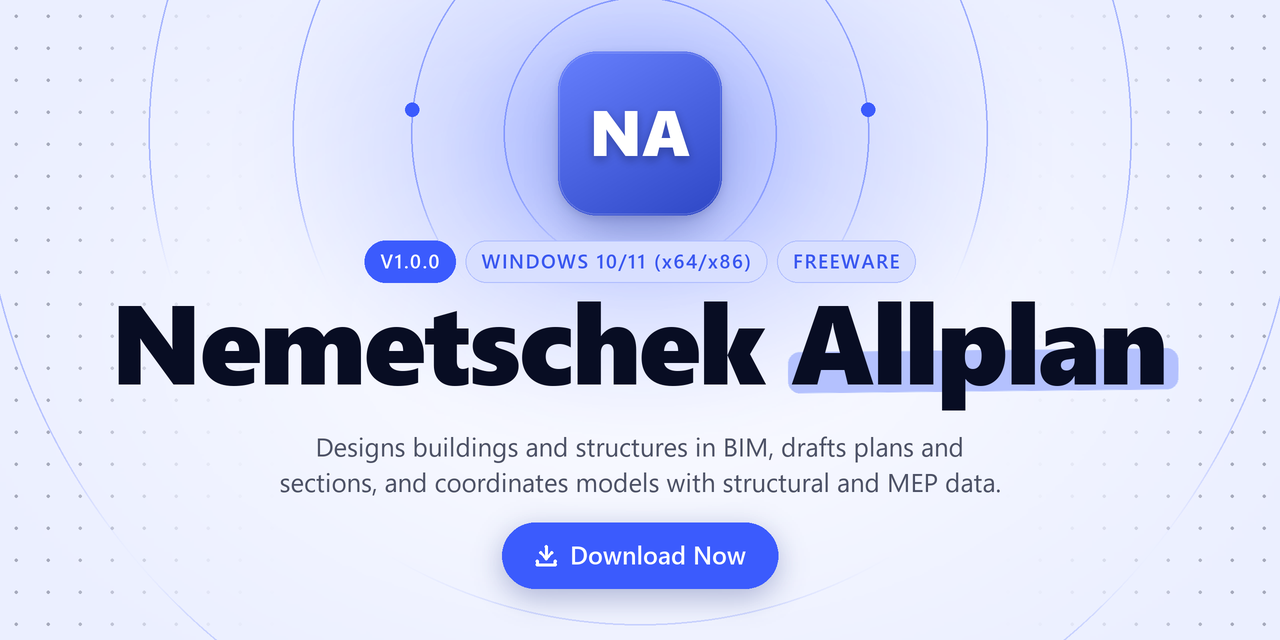 NA
V1.0.0
WINDOWS 10/11 (x64/x86)
FREEWARE
Nemetschek Allplan
Designs buildings and structures in BIM, drafts plans and
sections, and coordinates models with structural and MEP data.
Download Now